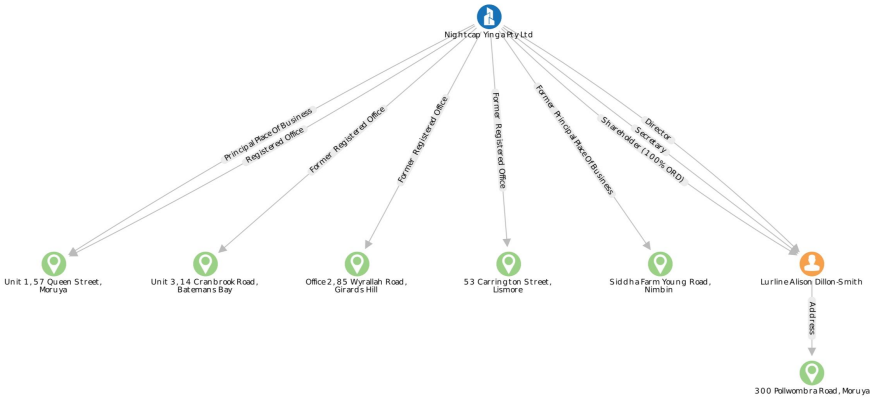 Nightcap Yinga Pty Ltd
Principal Place Of Business
Registered Office
Former Registered Office
Former Registered Office
Former Registered Office
Former Principal Place Of Business
Director
Secretary
Shareholder (100% ORD)
Unit 1, 57 Queen Street,
Moruya
Unit 3, 14 Cranbrook Road,
Batemans Bay
Office 2, 85 Wyrallah Road,
Girards Hill
53 Carrington Street,
Lismore
Siddha Farm Young Road,
Nimbin
Lurline Alison Dillon-Smith
Address
300 Pollwombra Road, Moruya